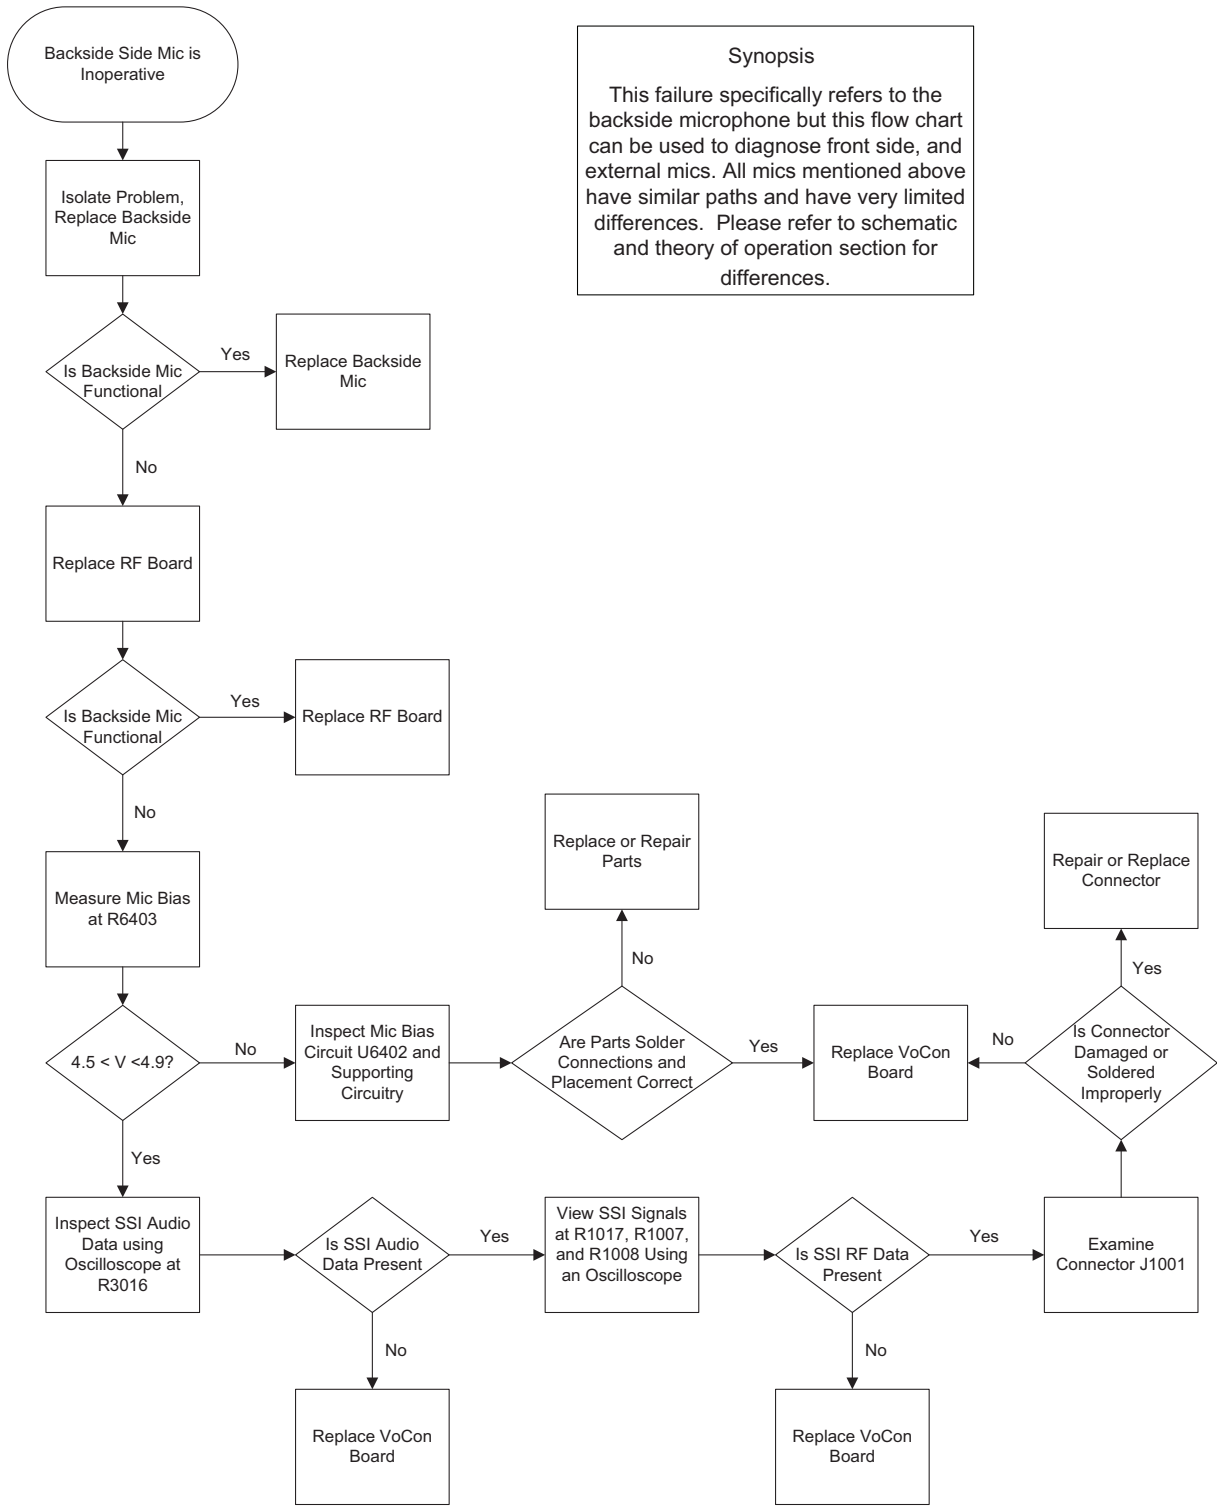 Backside Side Mic is
Inoperative
Synopsis
This failure specifically refers to the
backside microphone but this flow chart
can be used to diagnose front side, and
external mics. All mics mentioned above
have similar paths and have very limited
differences.  Please refer to schematic
and theory of operation section for
differences.
Isolate Problem,
Replace Backside
Mic
Is Backside Mic
Functional
Yes
Replace Backside
Mic
No
Replace RF Board
Is Backside Mic
Functional
Yes
Replace RF Board
No
Measure Mic Bias
at R6403
4.5 < V <4.9?
No
Inspect Mic Bias
Circuit U6402 and
Supporting
Circuitry
Are Parts Solder
Connections and
Placement Correct
No
Replace or Repair
Parts
Yes
Replace VoCon
Board
No
Is Connector
Damaged or
Soldered
Improperly
Yes
Repair or Replace
Connector
Yes
Inspect SSI Audio
Data using
Oscilloscope at
R3016
Is SSI Audio
Data Present
Yes
View SSI Signals
at R1017, R1007,
and R1008 Using
an Oscilloscope
Is SSI RF Data
Present
Yes
Examine
Connector J1001
No
Replace VoCon
Board
No
Replace VoCon
Board